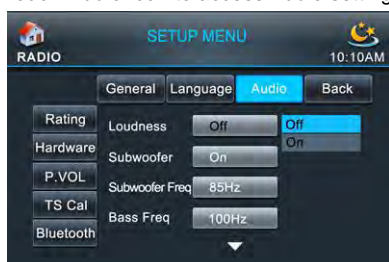 SETUP MENU
RADIO
10:10AM
General Language Audio Back
Rating
Hardware
P.VOL
TS Cal
Bluetooth
Loudness Off
Off
On
Subwoofer On
Subwoofer Freq 85Hz
Bass Freq 100Hz